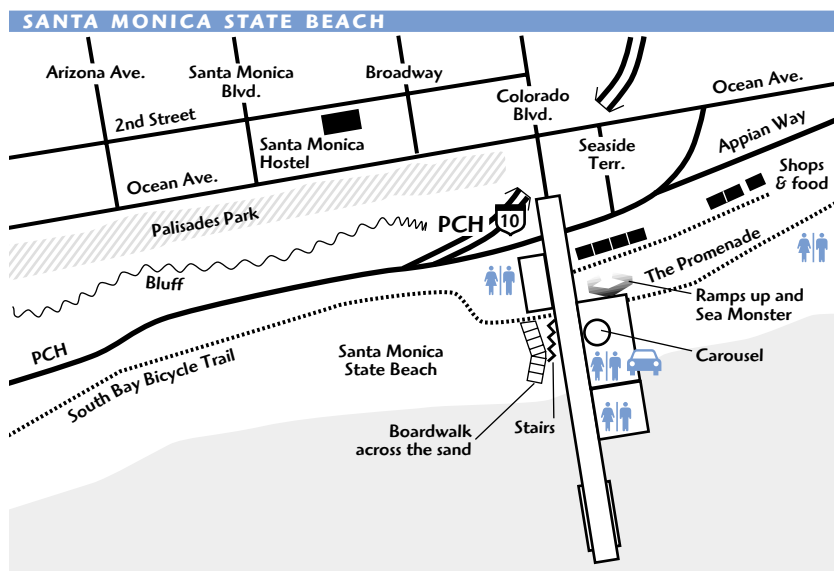 SANTA MONICA STATE BEACH
Arizona Ave.
Santa Monica
Blvd.
Broadway
Colorado
Blvd.
Ocean Ave.
2nd Street
Santa Monica
Hostel
Seaside
Terr.
Appian Way
Ocean Ave.
Shops
& food
Palisades Park
PCH
10
The Promenade
Bluff
Ramps up and
Sea Monster
PCH
South Bay Bicycle Trail
Santa Monica
State Beach
Carousel
Boardwalk
across the sand
Stairs